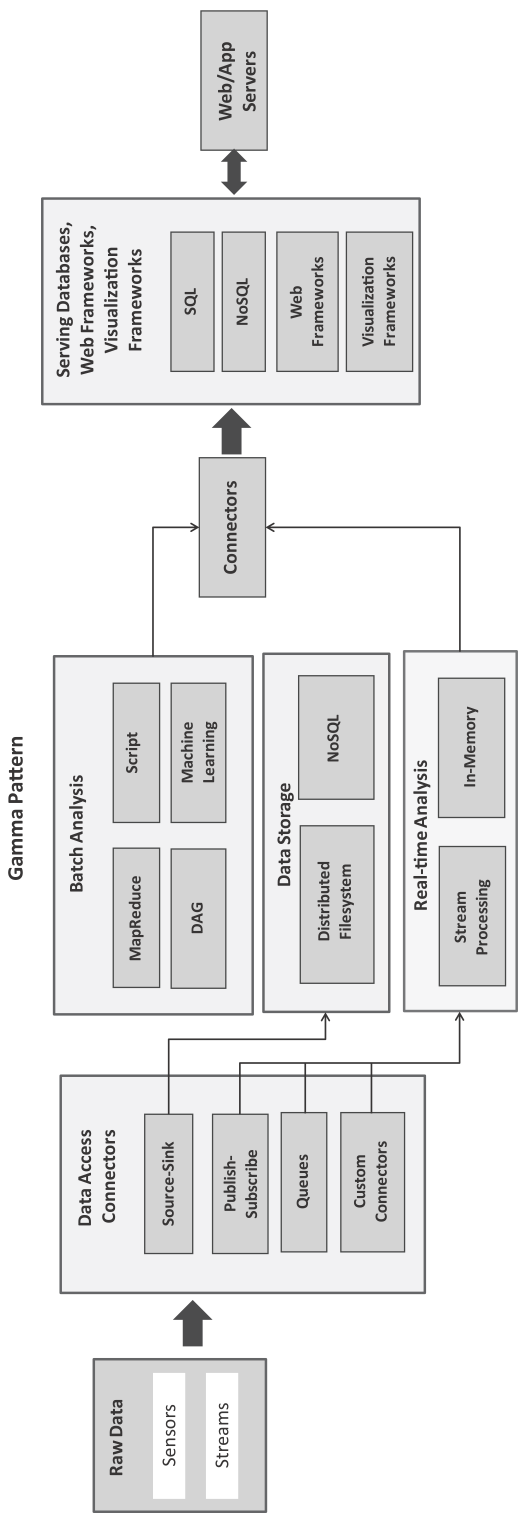 Gamma Pattern
Raw Data
Sensors
Streams
Data Access
Connectors
Source-Sink
Publish-
Subscribe
Queues
Custom
Connectors
Batch Analysis
MapReduce
Script
DAG
Machine
Learning
Data Storage
Distributed
Filesystem
NoSQL
Real-time Analysis
Stream
Processing
In-Memory
Connectors
Serving Databases,
Web Frameworks,
Visualization
Frameworks
SQL
NoSQL
Web
Frameworks
Visualization
Frameworks
Web/App
Servers